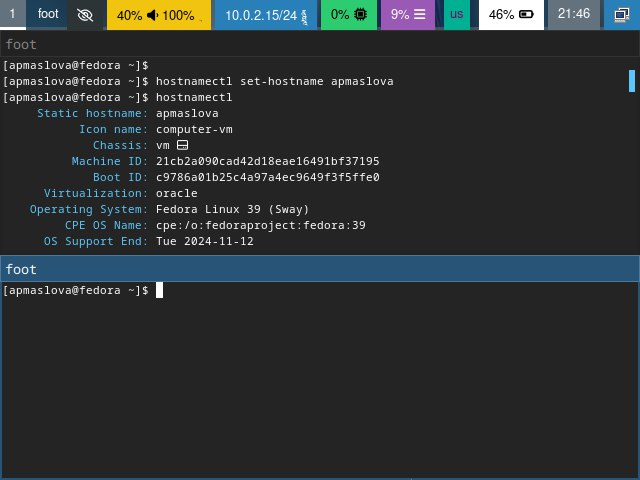 1 foot 40% 100% 10.0.2.15/24 0% 9% us 46% 21:46
foot
[apmaslova@fedora ~]$
[apmaslova@fedora ~]$ hostnamectl set-hostname apmaslova
[apmaslova@fedora ~]$ hostnamectl
Static hostname: apmaslova
Icon name: computer-vm
Chassis: vm
Machine ID: 21cb2a090cad42d18eae16491bf37195
Boot ID: c9786a01b25c4a97a4ec9649f3f5ffe0
Virtualization: oracle
Operating System: Fedora Linux 39 (Sway)
CPE OS Name: cpe:/o:fedoraproject:fedora:39
OS Support End: Tue 2024-11-12
foot
[apmaslova@fedora ~]$